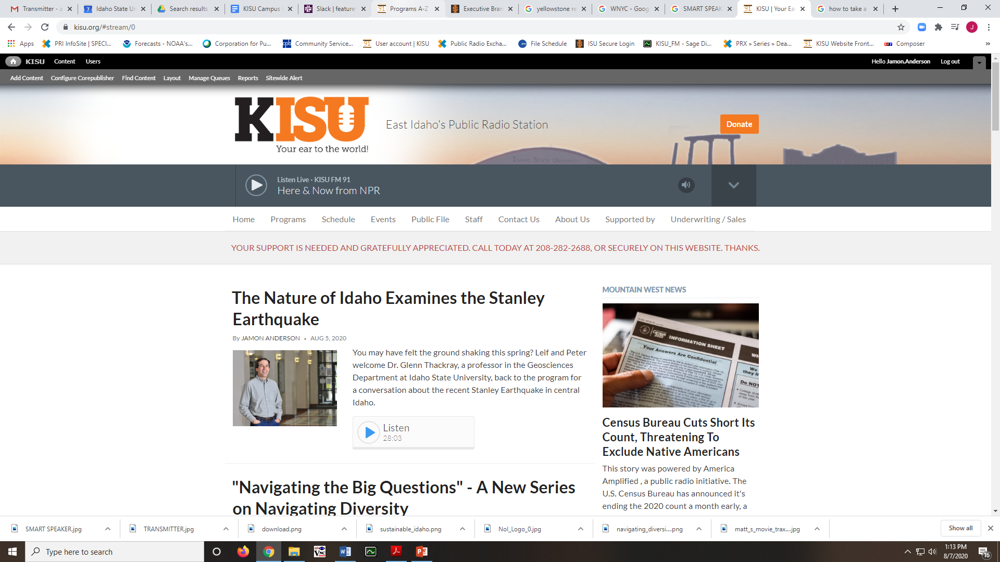 Transmitter - a
Idaho State Un
Search results
KISU Campus
Slack | feature-
Programs A-Z
Executive Bran
yellowstone re
WNYC - Goog
SMART SPEAK
KISU | Your Ea
how to take a
kisu.org/#stream/0
Apps
PRI InfoSite | SPECI...
Forecasts - NOAA's...
Corporation for Pu...
Community Service...
User account | KISU
Public Radio Excha...
File Schedule
ISU Secure Login
KISU_FM - Sage Di...
PRX » Series » Dea...
KISU Website Front...
Composer
KISU Content Users
Hello Jamon.Anderson Log out
Add Content Configure Corepublisher Find Content Layout Manage Queues Reports Sitewide Alert
KISU
Your ear to the world!
East Idaho's Public Radio Station
Donate
IDAHO STATE UNIVERSITY
Listen Live · KISU FM 91
Here & Now from NPR
Home Programs Schedule Events Public File Staff Contact Us About Us Supported by Underwriting / Sales
YOUR SUPPORT IS NEEDED AND GRATEFULLY APPRECIATED. CALL TODAY AT 208-282-2688, OR SECURELY ON THIS WEBSITE. THANKS.
The Nature of Idaho Examines the Stanley
Earthquake
By JAMON ANDERSON • AUG 5, 2020
You may have felt the ground shaking this spring? Leif and Peter
welcome Dr. Glenn Thackray, a professor in the Geosciences
Department at Idaho State University, back to the program for
a conversation about the recent Stanley Earthquake in central
Idaho.
Listen
28:03
"Navigating the Big Questions" - A New Series
on Navigating Diversity
MOUNTAIN WEST NEWS
INFORMATION SHEET
Your Answers Are Confidential
Census Bureau Cuts Short Its
Count, Threatening To
Exclude Native Americans
This story was powered by America
Amplified , a public radio initiative. The
U.S. Census Bureau has announced it's
ending the 2020 count a month early, a
SMART SPEAKER.jpg
TRANSMITTER.jpg
download.png
sustainable_idaho.png
NoI_Logo_0.jpg
navigating_diversi....png
matt_s_movie_trax....jpg
Show all
Type here to search
1:13 PM
8/7/2020
16